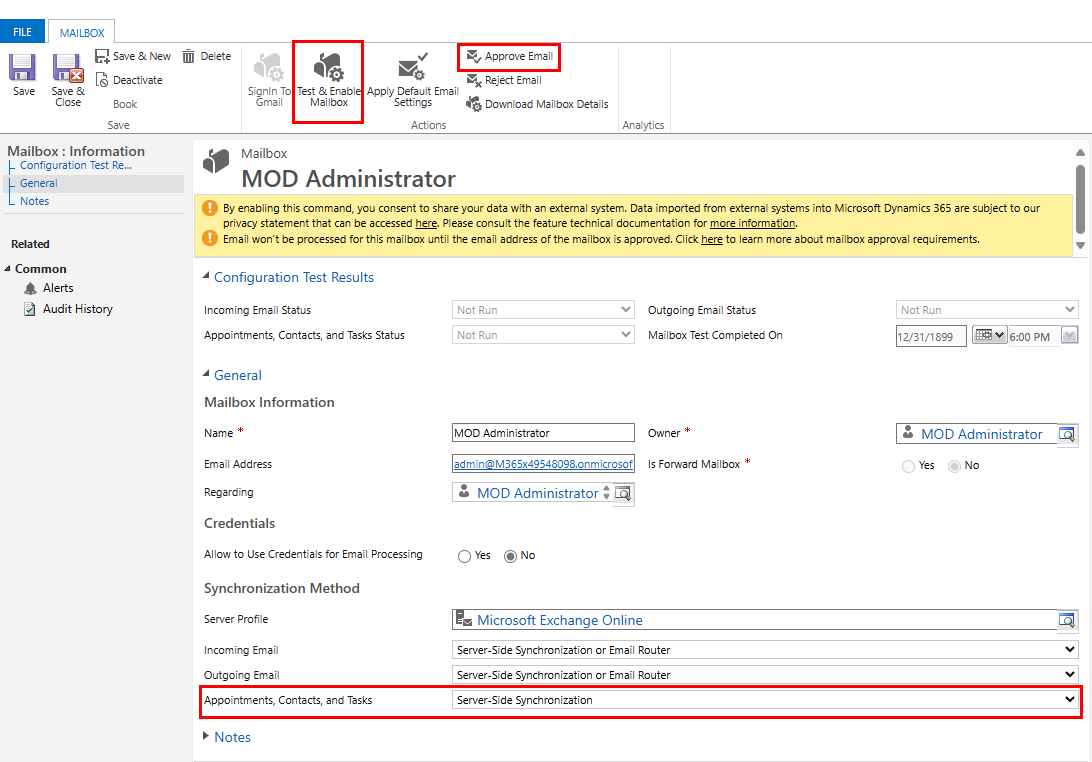 FILE
MAILBOX
Save
Save & Close
Save & New
Deactivate
Book
Delete
Save
SignIn To Gmail
Test & Enable Mailbox
Apply Default Email Settings
Approve Email
Reject Email
Download Mailbox Details
Actions
Analytics
Mailbox : Information
Configuration Test Re...
General
Notes
Related
Common
Alerts
Audit History
Mailbox
MOD Administrator
By enabling this command, you consent to share your data with an external system. Data imported from external systems into Microsoft Dynamics 365 are subject to our
privacy statement that can be accessed here. Please consult the feature technical documentation for more information.
Email won't be processed for this mailbox until the email address of the mailbox is approved. Click here to learn more about mailbox approval requirements.
Configuration Test Results
Incoming Email Status Not Run Outgoing Email Status Not Run
Appointments, Contacts, and Tasks Status Not Run Mailbox Test Completed On 12/31/1899 6:00 PM
General
Mailbox Information
Name * MOD Administrator Owner * MOD Administrator
Email Address admin@M365x49548098.onmicrosof Is Forward Mailbox * Yes No
Regarding MOD Administrator
Credentials
Allow to Use Credentials for Email Processing Yes No
Synchronization Method
Server Profile Microsoft Exchange Online
Incoming Email Server-Side Synchronization or Email Router
Outgoing Email Server-Side Synchronization or Email Router
Appointments, Contacts, and Tasks Server-Side Synchronization
Notes